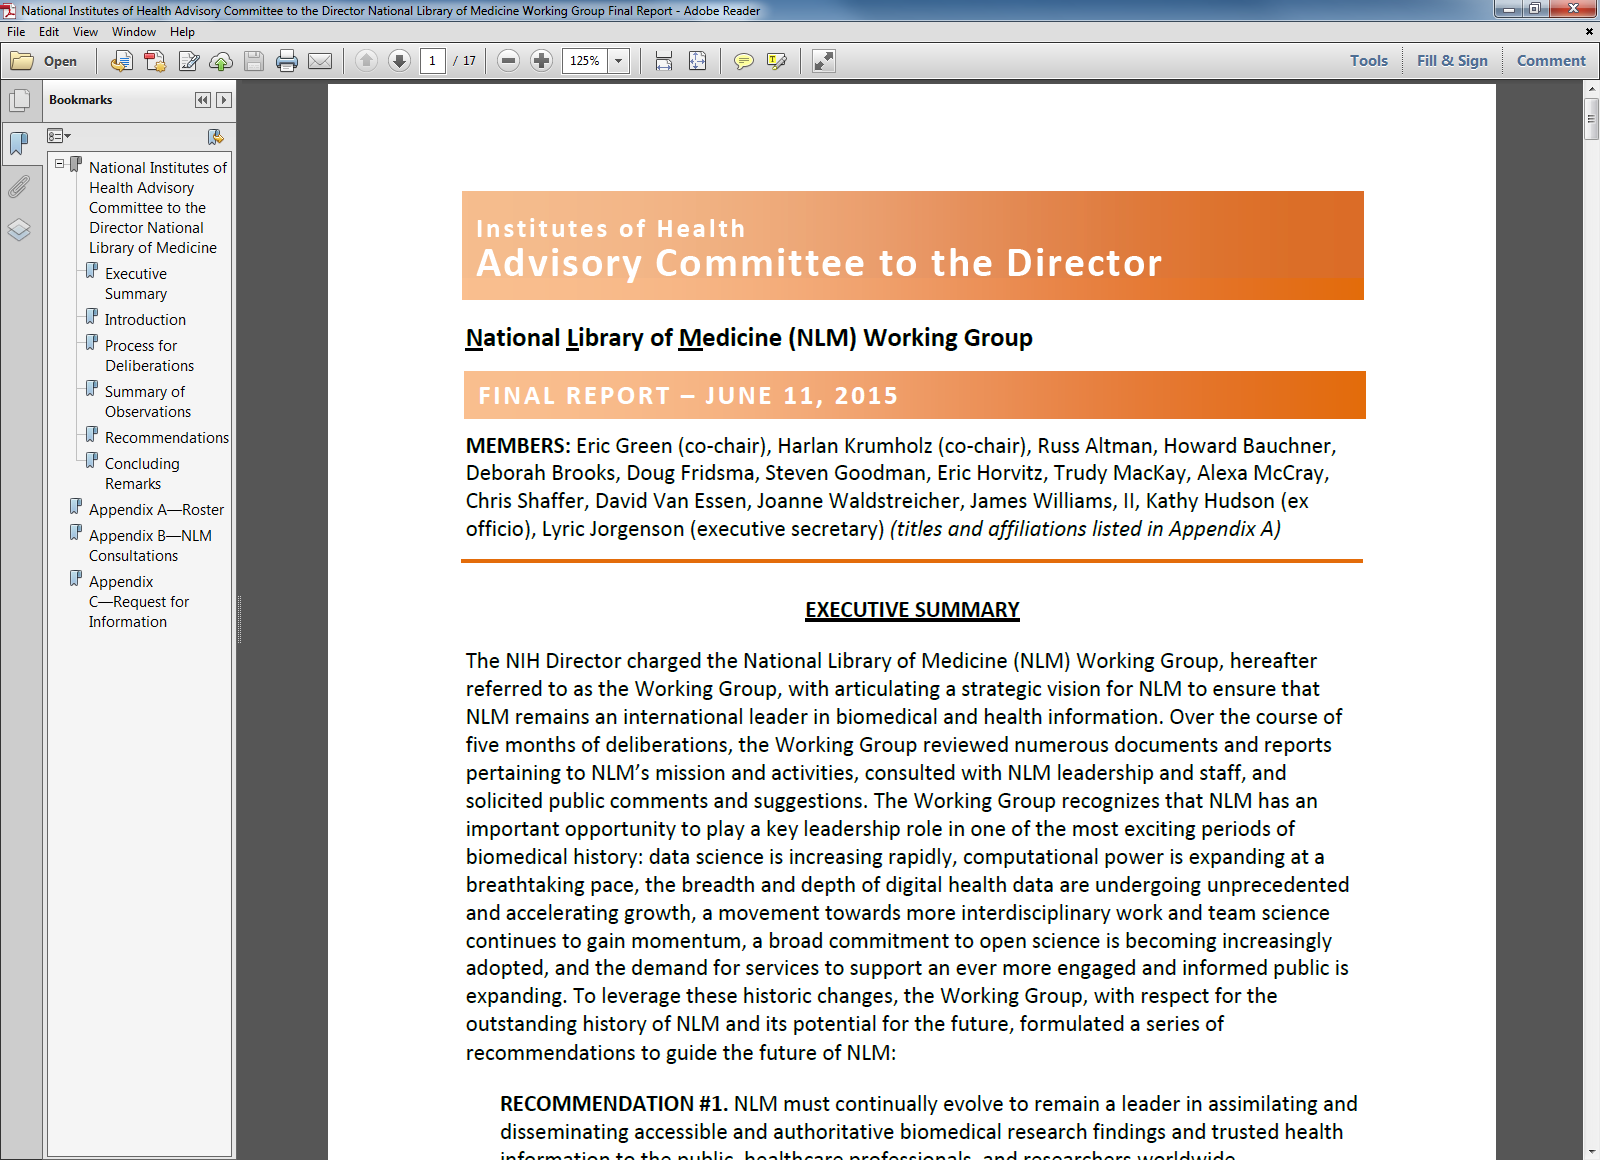 National Institutes of Health Advisory Committee to the Director National Library of Medicine Working Group Final Report - Adobe Reader
File Edit View Window Help
Open
1 / 17
125%
Tools
Fill & Sign
Comment
Bookmarks
National Institutes of
Health Advisory
Committee to the
Director National
Library of Medicine
Executive
Summary
Introduction
Process for
Deliberations
Summary of
Observations
Recommendations
Concluding
Remarks
Appendix A—Roster
Appendix B—NLM
Consultations
Appendix
C—Request for
Information
Institutes of Health
Advisory Committee to the Director
National Library of Medicine (NLM) Working Group
FINAL REPORT – JUNE 11, 2015
MEMBERS: Eric Green (co-chair), Harlan Krumholz (co-chair), Russ Altman, Howard Bauchner,
Deborah Brooks, Doug Fridsma, Steven Goodman, Eric Horvitz, Trudy MacKay, Alexa McCray,
Chris Shaffer, David Van Essen, Joanne Waldstreicher, James Williams, II, Kathy Hudson (ex
officio), Lyric Jorgenson (executive secretary) (titles and affiliations listed in Appendix A)
EXECUTIVE SUMMARY
The NIH Director charged the National Library of Medicine (NLM) Working Group, hereafter
referred to as the Working Group, with articulating a strategic vision for NLM to ensure that
NLM remains an international leader in biomedical and health information. Over the course of
five months of deliberations, the Working Group reviewed numerous documents and reports
pertaining to NLM’s mission and activities, consulted with NLM leadership and staff, and
solicited public comments and suggestions. The Working Group recognizes that NLM has an
important opportunity to play a key leadership role in one of the most exciting periods of
biomedical history: data science is increasing rapidly, computational power is expanding at a
breathtaking pace, the breadth and depth of digital health data are undergoing unprecedented
and accelerating growth, a movement towards more interdisciplinary work and team science
continues to gain momentum, a broad commitment to open science is becoming increasingly
adopted, and the demand for services to support an ever more engaged and informed public is
expanding. To leverage these historic changes, the Working Group, with respect for the
outstanding history of NLM and its potential for the future, formulated a series of
recommendations to guide the future of NLM:
RECOMMENDATION #1. NLM must continually evolve to remain a leader in assimilating and
disseminating accessible and authoritative biomedical research findings and trusted health
information to the public, healthcare professionals, and researchers worldwide.